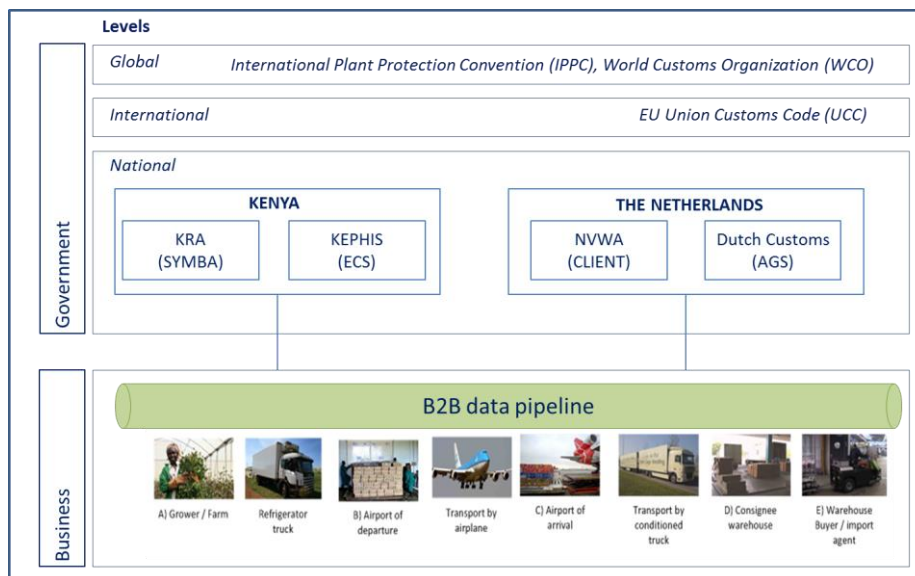 Levels
Global
International Plant Protection Convention (IPPC), World Customs Organization (WCO)
International
EU Union Customs Code (UCC)
National
KENYA
KRA
(SYMBA)
KEPHIS
(ECS)
THE NETHERLANDS
NVWA
(CLIENT)
Dutch Customs
(AGS)
Government
B2B data pipeline
A) Grower / Farm
Refrigerator
truck
B) Airport of
departure
Transport by
airplane
C) Airport of
arrival
Transport by
conditioned
truck
D) Consignee
warehouse
E) Warehouse
Buyer / import
agent
Business